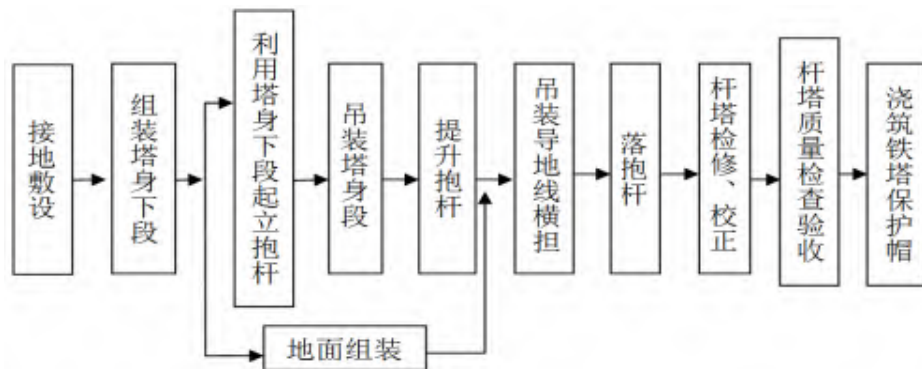 接地敷设
组装塔身下段
利用塔身下段起立抱杆
吊装塔身段
提升抱杆
吊装导地线横担
落抱杆
杆塔检修、校正
杆塔质量检查验收
浇筑铁塔保护帽
地面组装